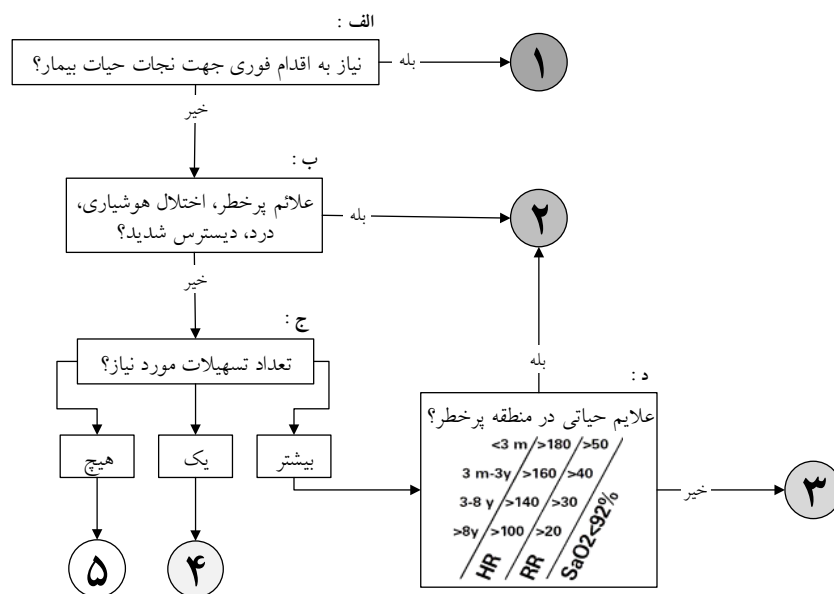 الف :
نیاز به اقدام فوری جهت نجات حیات بیمار؟
بله
۱
خیر
ب :
علائم پرخطر، اختلال هوشیاری،
درد، دیسترس شدید؟
بله
۲
خیر
ج :
تعداد تسهیلات مورد نیاز؟
بله
د :
علایم حیاتی در منطقه پرخطر؟
<3 m >180 >50
3 m-3y >160 >40
3-8 y >140 >30
>8y >100 >20
HR RR SaO2<92%
خیر
۳
بیشتر
یک
هیچ
۴
۵